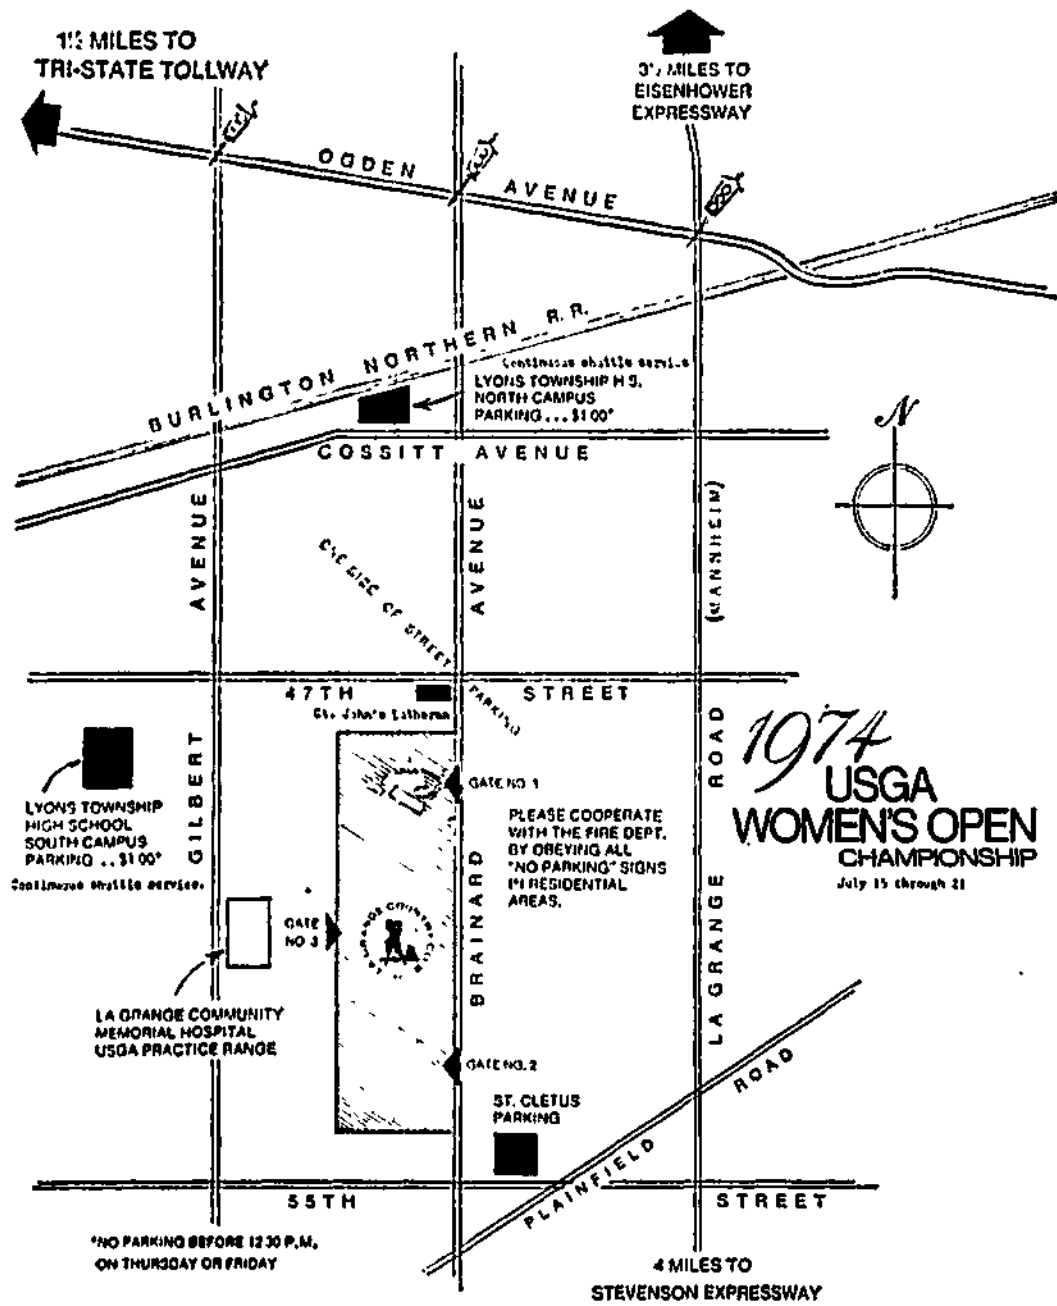 1½ MILES TO
TRI-STATE TOLLWAY
3½ MILES TO
EISENHOWER
EXPRESSWAY
OGDEN AVENUE
BURLINGTON NORTHERN R.R.
Continuous shuttle service
LYONS TOWNSHIP H S.
NORTH CAMPUS
PARKING ... $1 00*
COSSITT AVENUE
N
AVENUE
AVENUE
(MANNHEIM)
ONE SIDE OF STREET
PARKING
47TH STREET
St. John's Lutheran
GILBERT
BRAINARD
LA GRANGE ROAD
GATE NO. 1
LYONS TOWNSHIP
HIGH SCHOOL
SOUTH CAMPUS
PARKING .. $1 00*
Continuous shuttle service.
PLEASE COOPERATE
WITH THE FIRE DEPT.
BY OBEYING ALL
"NO PARKING" SIGNS
IN RESIDENTIAL
AREAS.
1974
USGA
WOMEN'S OPEN
CHAMPIONSHIP
July 15 through 21
GATE
NO 3
LA GRANGE COUNTRY CLUB
LA GRANGE COMMUNITY
MEMORIAL HOSPITAL
USGA PRACTICE RANGE
GATE NO. 2
ST. CLETUS
PARKING
PLAINFIELD ROAD
55TH STREET
*NO PARKING BEFORE 12 30 P.M.
ON THURSDAY OR FRIDAY
4 MILES TO
STEVENSON EXPRESSWAY